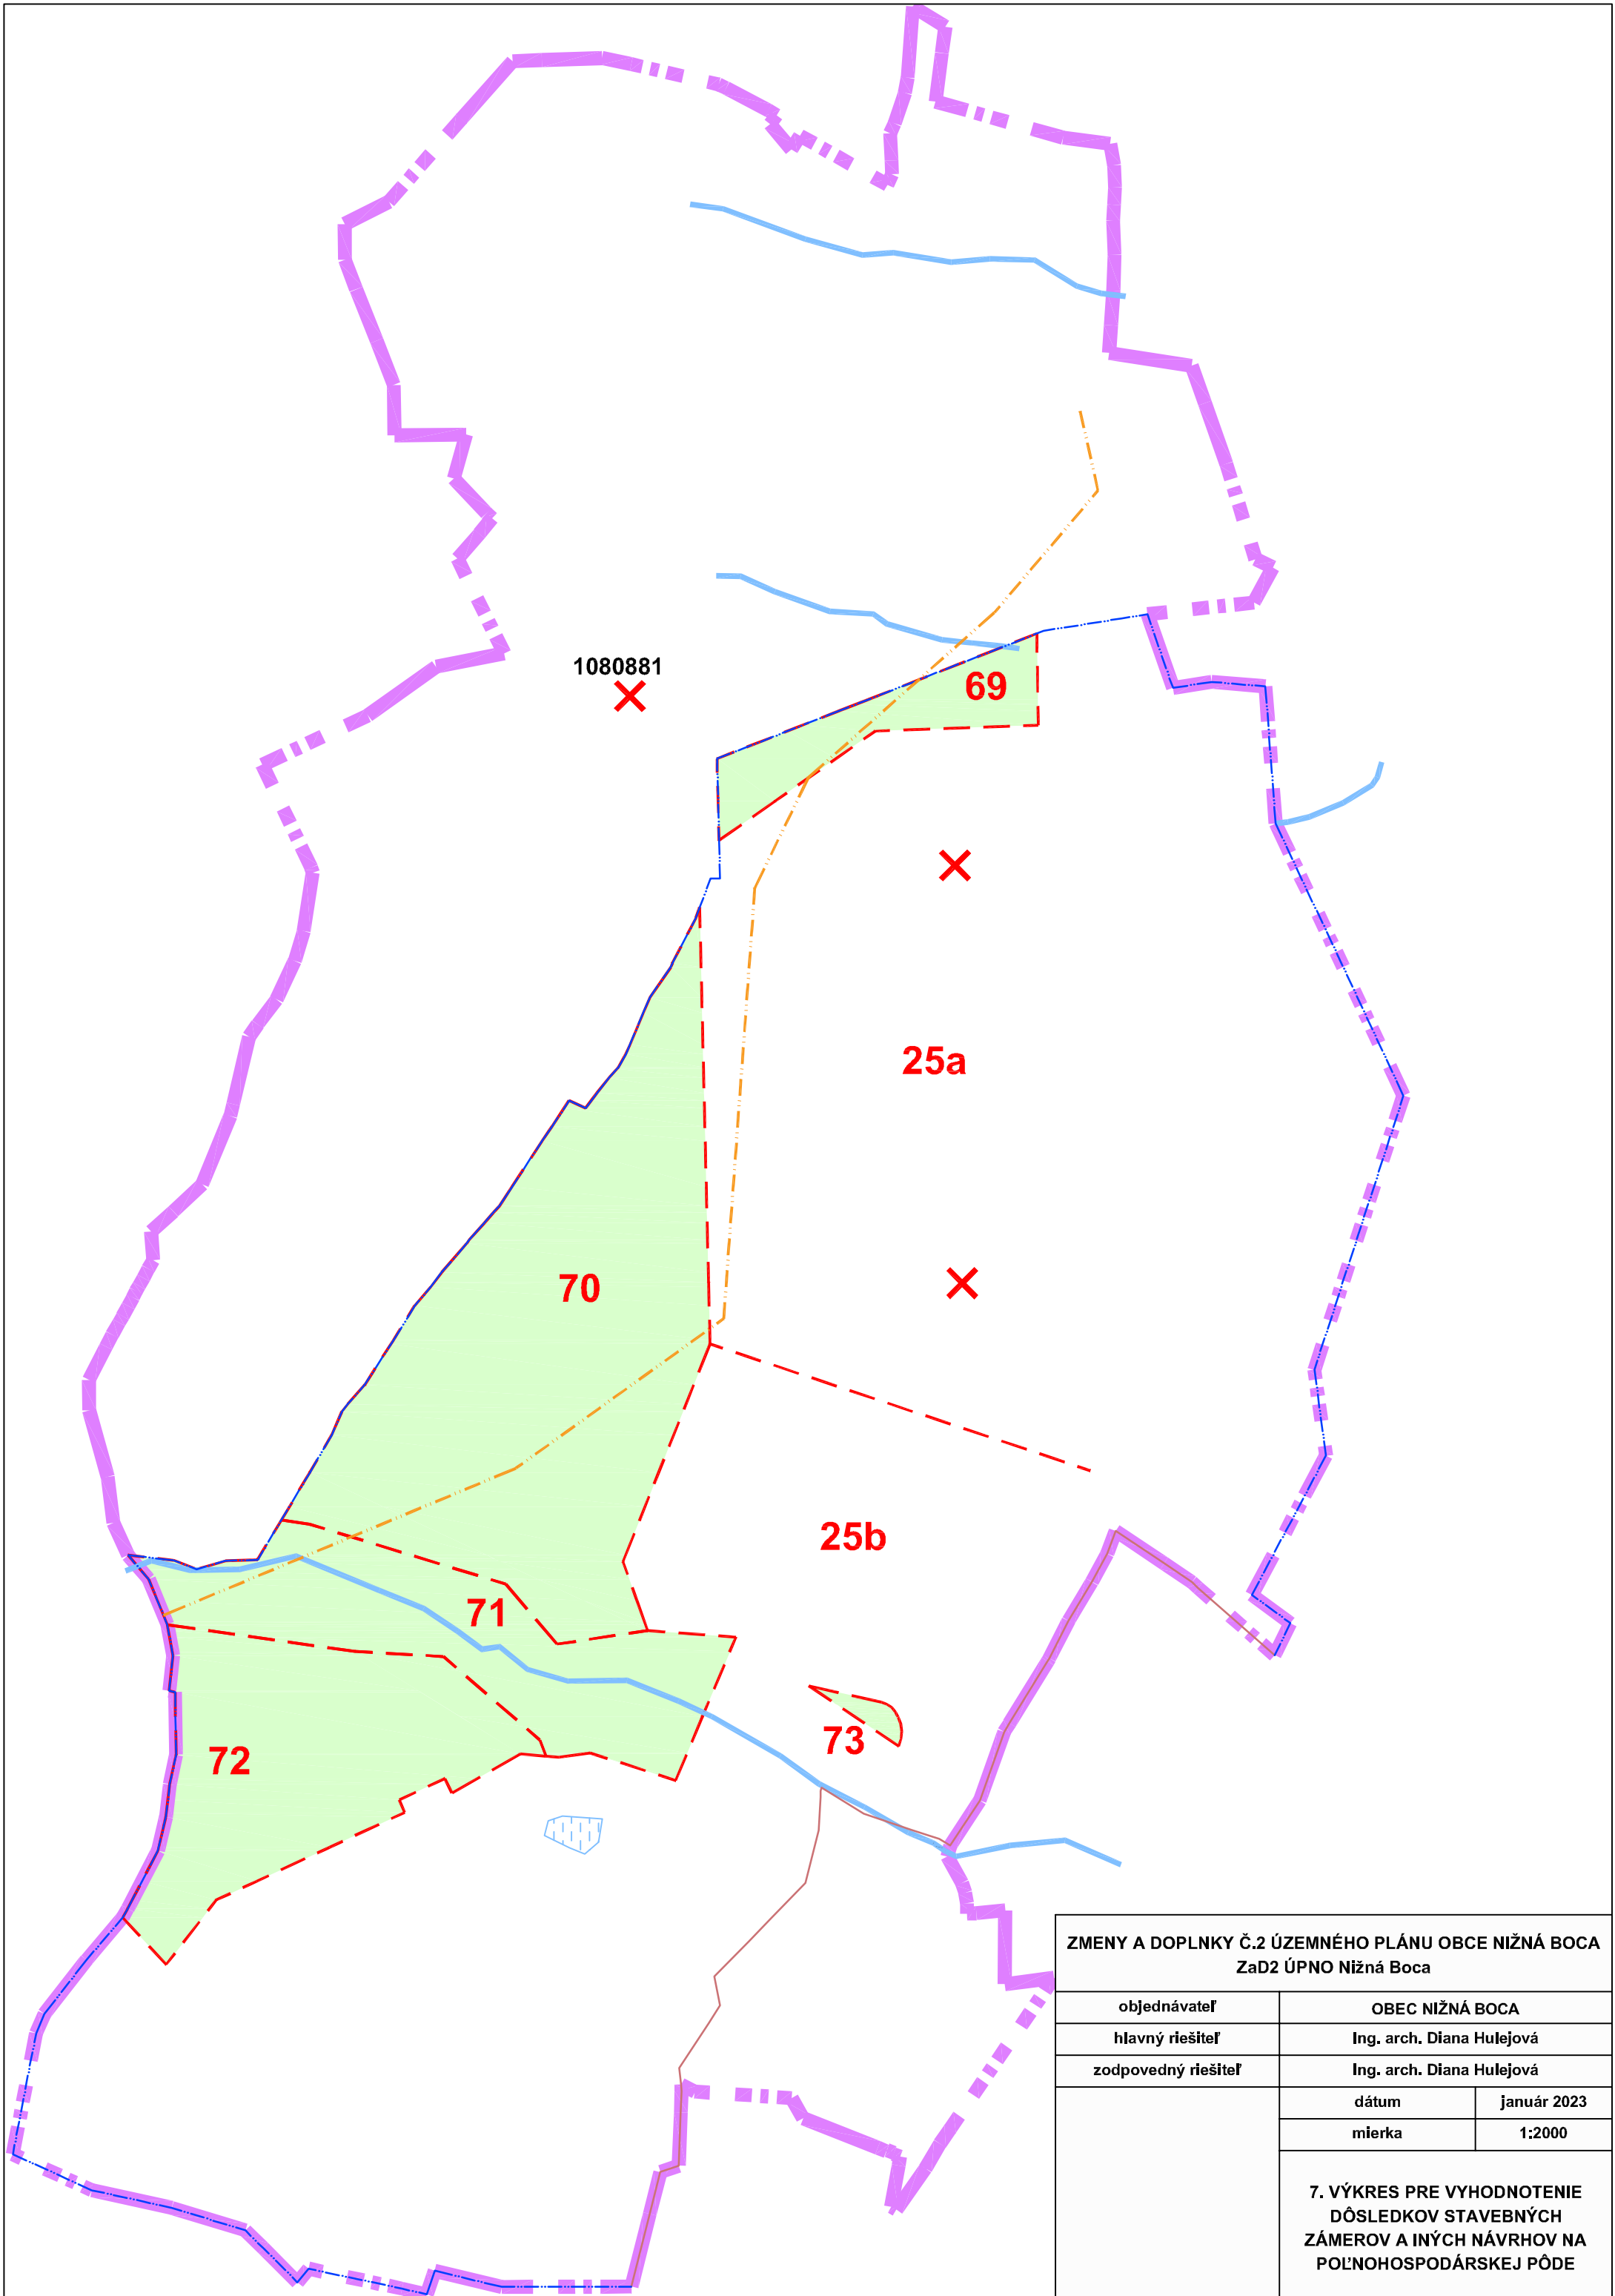 1080881
69
25a
70
25b
71
73
72
ZMENY A DOPLNKY Č.2 ÚZEMNÉHO PLÁNU OBCE NIŽNÁ BOCA
ZaD2 ÚPNO Nižná Boca
objednávateľ OBEC NIŽNÁ BOCA
hlavný riešiteľ Ing. arch. Diana Hulejová
zodpovedný riešiteľ Ing. arch. Diana Hulejová
dátum január 2023
mierka 1:2000
7. VÝKRES PRE VYHODNOTENIE
DÔSLEDKOV STAVEBNÝCH
ZÁMEROV A INÝCH NÁVRHOV NA
POĽNOHOSPODÁRSKEJ PÔDE